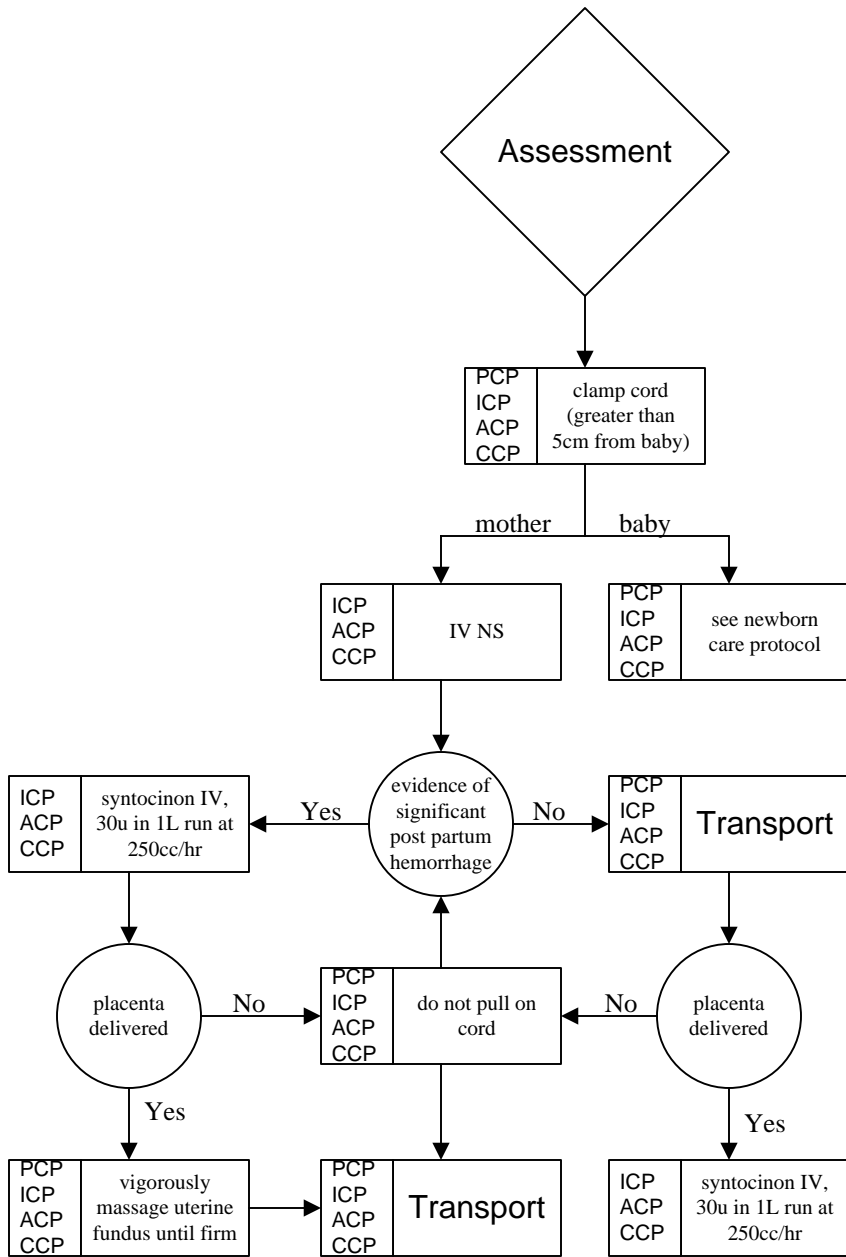 Assessment
PCP
ICP
ACP
CCP
clamp cord
(greater than
5cm from baby)
mother
baby
ICP
ACP
CCP
IV NS
PCP
ICP
ACP
CCP
see newborn
care protocol
ICP
ACP
CCP
syntocinon IV,
30u in 1L run at
250cc/hr
Yes
evidence of
significant
post partum
hemorrhage
No
PCP
ICP
ACP
CCP
Transport
placenta
delivered
No
PCP
ICP
ACP
CCP
do not pull on
cord
No
placenta
delivered
Yes
Yes
PCP
ICP
ACP
CCP
vigorously
massage uterine
fundus until firm
PCP
ICP
ACP
CCP
Transport
ICP
ACP
CCP
syntocinon IV,
30u in 1L run at
250cc/hr